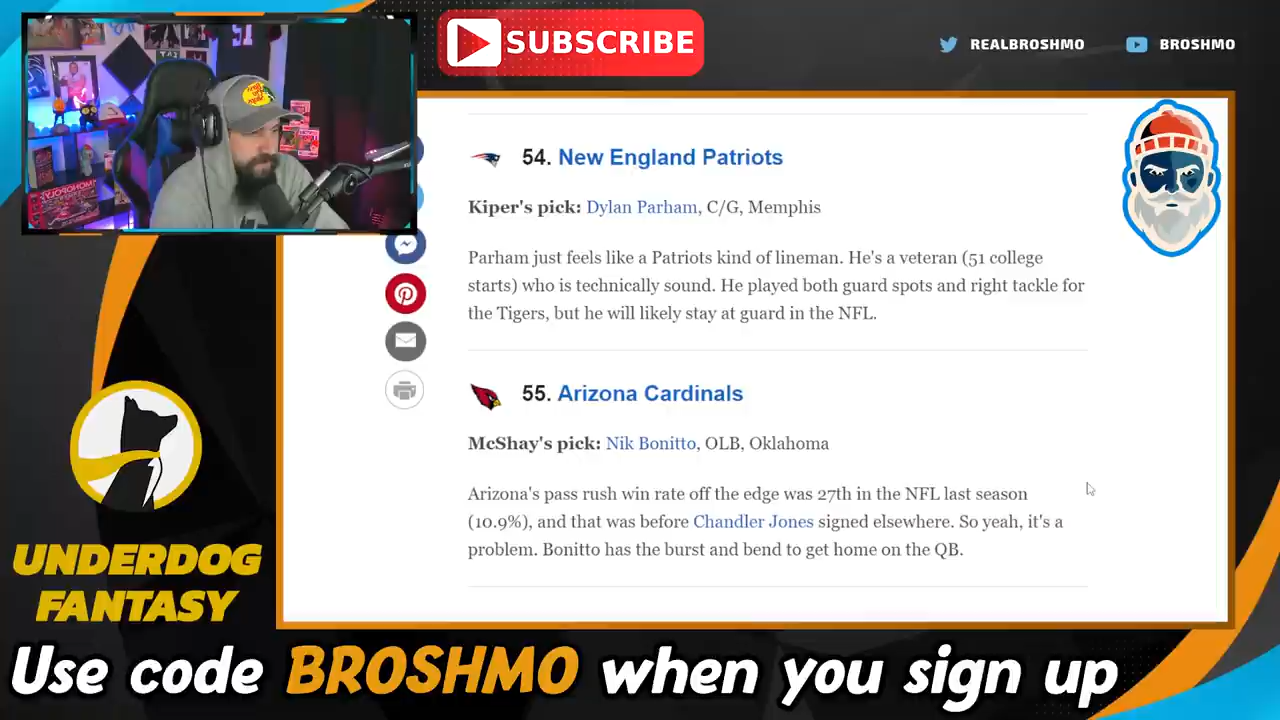 SUBSCRIBE
REALBROSHMO
BROSHMO
54. New England Patriots
Kiper's pick: Dylan Parham, C/G, Memphis
Parham just feels like a Patriots kind of lineman. He's a veteran (51 college
starts) who is technically sound. He played both guard spots and right tackle for
the Tigers, but he will likely stay at guard in the NFL.
55. Arizona Cardinals
McShay's pick: Nik Bonitto, OLB, Oklahoma
Arizona's pass rush win rate off the edge was 27th in the NFL last season
(10.9%), and that was before Chandler Jones signed elsewhere. So yeah, it's a
problem. Bonitto has the burst and bend to get home on the QB.
UNDERDOG
FANTASY
Use code BROSHMO when you sign up
MONOPOLY